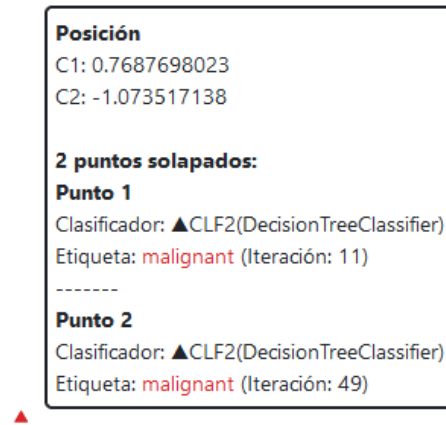 Posición
C1: 0.7687698023
C2: -1.073517138
2 puntos solapados:
Punto 1
Clasificador: ▲CLF2(DecisionTreeClassifier)
Etiqueta: malignant (Iteración: 11)
-------
Punto 2
Clasificador: ▲CLF2(DecisionTreeClassifier)
Etiqueta: malignant (Iteración: 49)